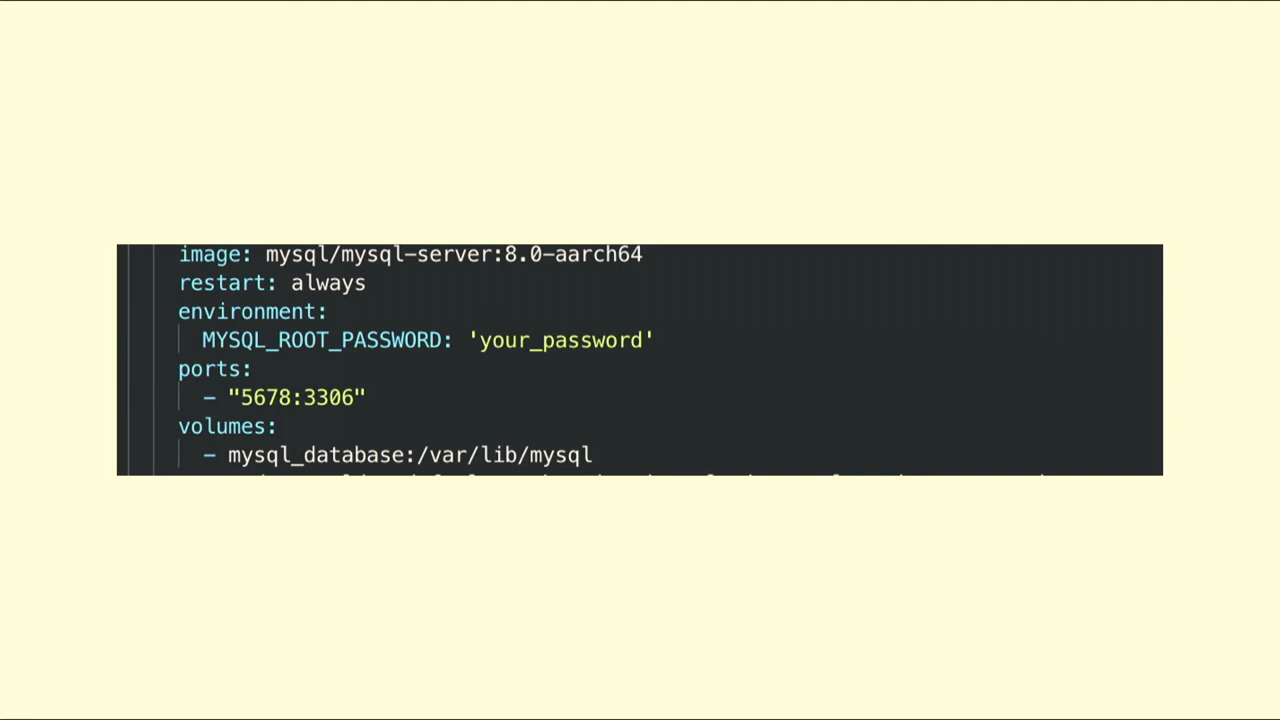 image: mysql/mysql-server:8.0-aarch64
restart: always
environment:
MYSQL_ROOT_PASSWORD: 'your_password'
ports:
- "5678:3306"
volumes:
- mysql_database:/var/lib/mysql